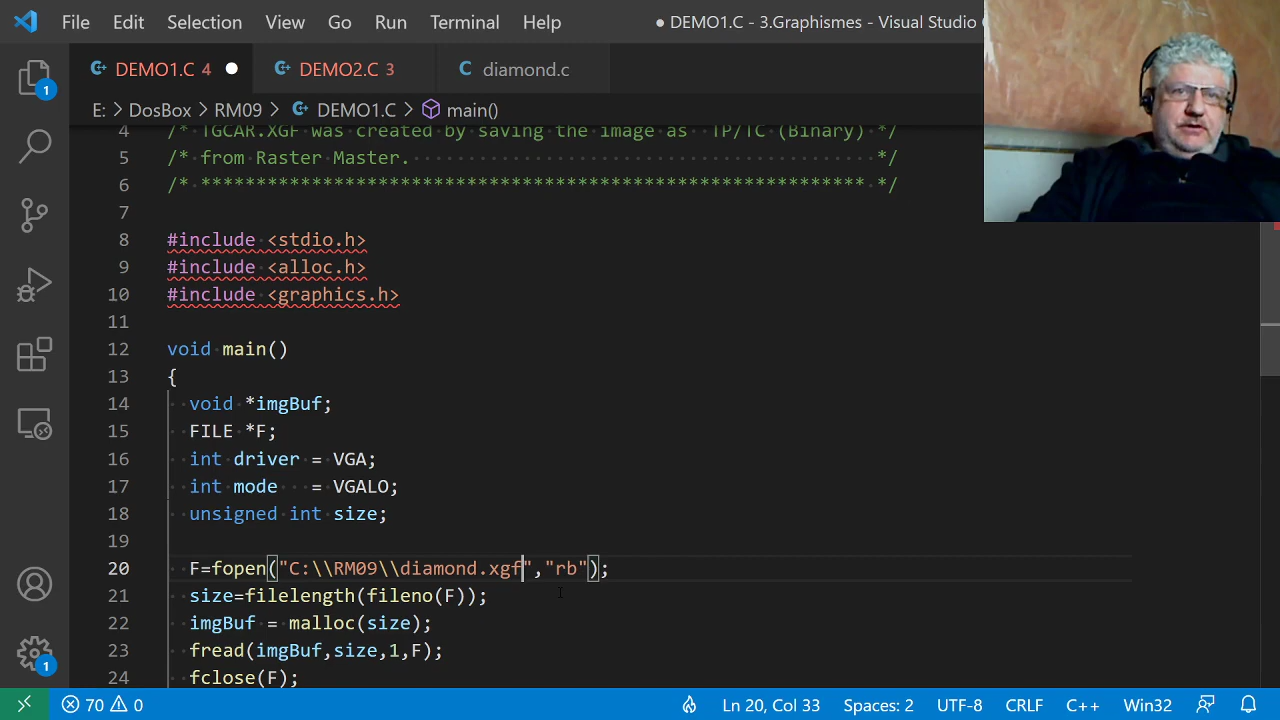 File Edit Selection View Go Run Terminal Help ● DEMO1.C - 3.Graphismes - Visual Studio
DEMO1.C 4 DEMO2.C 3 diamond.c
E: > DosBox > RM09 > DEMO1.C > main()
4 /* TGCAR.XGF was created by saving the image as TP/TC (Binary) */
5 /* from Raster Master. */
6 /* ************************************************************ */
7
8 #include <stdio.h>
9 #include <alloc.h>
10 #include <graphics.h>
11
12 void main()
13 {
14 void *imgBuf;
15 FILE *F;
16 int driver = VGA;
17 int mode = VGALO;
18 unsigned int size;
19
20 F=fopen("C:\\RM09\\diamond.xgf","rb");
21 size=filelength(fileno(F));
22 imgBuf = malloc(size);
23 fread(imgBuf,size,1,F);
24 fclose(F);
1
1
70 0 Ln 20, Col 33 Spaces: 2 UTF-8 CRLF C++ Win32